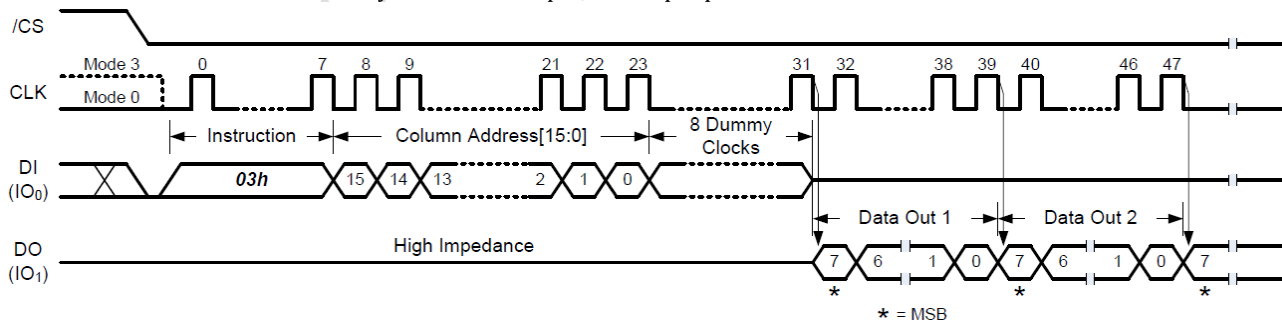 /CS
Mode 3 0 7 8 9 21 22 23 31 32 38 39 40 46 47
CLK Mode 0
Instruction Column Address[15:0] 8 Dummy Clocks
DI (IO0) 03h 15 14 13 2 1 0
Data Out 1 Data Out 2
High Impedance
DO (IO1) 7 6 1 0 7 6 1 0 7
* * *
* = MSB